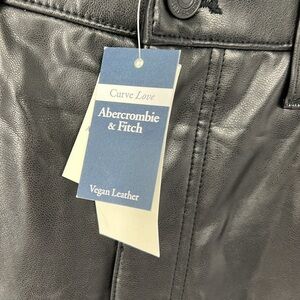 Curve Love
Abercrombie
& Fitch
Vegan Leather